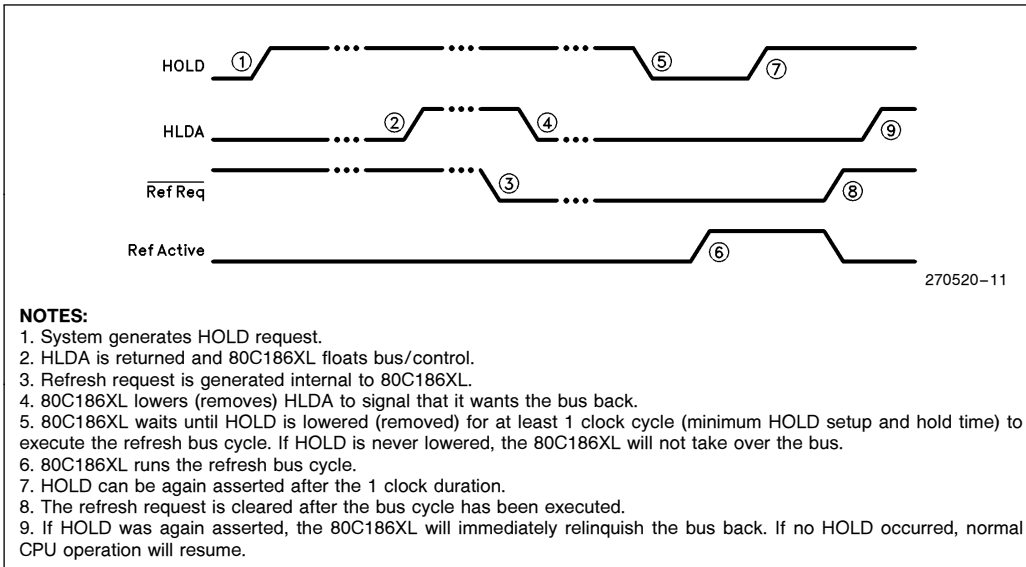 HOLD ① ⑤ ⑦
HLDA ② ④ ⑨
Ref Req ③ ⑧
Ref Active ⑥
270520–11
NOTES:
1. System generates HOLD request.
2. HLDA is returned and 80C186XL floats bus/control.
3. Refresh request is generated internal to 80C186XL.
4. 80C186XL lowers (removes) HLDA to signal that it wants the bus back.
5. 80C186XL waits until HOLD is lowered (removed) for at least 1 clock cycle (minimum HOLD setup and hold time) to
execute the refresh bus cycle. If HOLD is never lowered, the 80C186XL will not take over the bus.
6. 80C186XL runs the refresh bus cycle.
7. HOLD can be again asserted after the 1 clock duration.
8. The refresh request is cleared after the bus cycle has been executed.
9. If HOLD was again asserted, the 80C186XL will immediately relinquish the bus back. If no HOLD occurred, normal
CPU operation will resume.